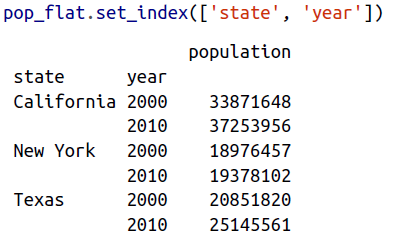 pop_flat.set_index(['state', 'year'])
population
state year
California 2000 33871648
2010 37253956
New York 2000 18976457
2010 19378102
Texas 2000 20851820
2010 25145561